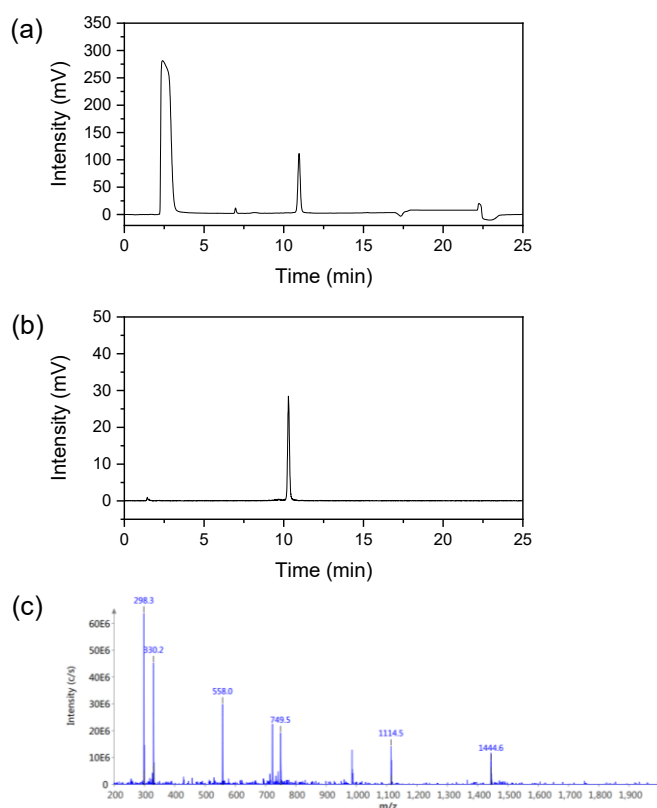 (a)
350
300
250
200
150
100
50
0
Intensity (mV)
0 5 10 15 20 25
Time (min)
(b)
50
40
30
20
10
0
Intensity (mV)
0 5 10 15 20 25
Time (min)
(c)
298.3
60E6
330.2
50E6
40E6
558.0
30E6
749.5
20E6
1114.5
1444.6
10E6
0
Intensity (c/s)
200 300 400 500 600 700 800 900 1,000 1,100 1,200 1,300 1,400 1,500 1,600 1,700 1,800 1,900
m/z